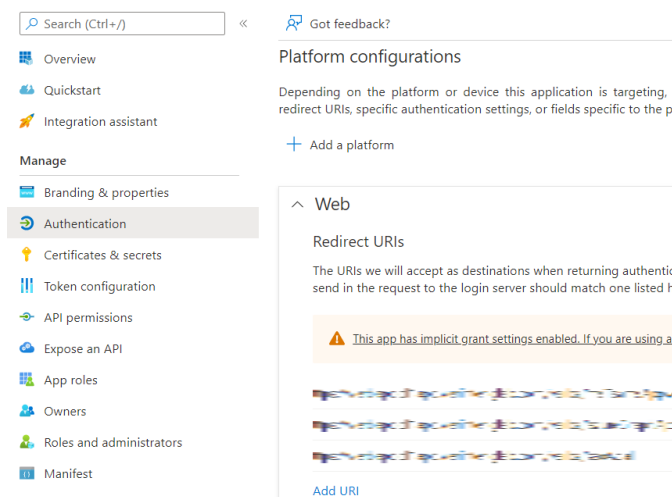 Search (Ctrl+/)
«
Overview
Quickstart
Integration assistant
Manage
Branding & properties
Authentication
Certificates & secrets
Token configuration
API permissions
Expose an API
App roles
Owners
Roles and administrators
Manifest
Got feedback?
Platform configurations
Depending on the platform or device this application is targeting,
redirect URIs, specific authentication settings, or fields specific to the
Add a platform
Web
Redirect URIs
The URIs we will accept as destinations when returning
send in the request to the login server should match one listed
This app has implicit grant settings enabled. If you are using a
Add URI